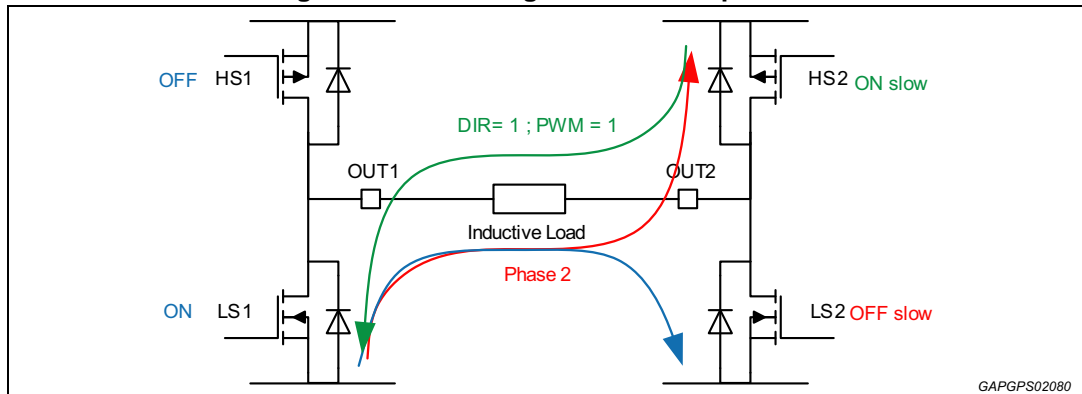 OFF HS1
HS2 ON slow
DIR= 1 ; PWM = 1
OUT1
OUT2
Inductive Load
Phase 2
ON LS1
LS2 OFF slow
GAPGPS02080